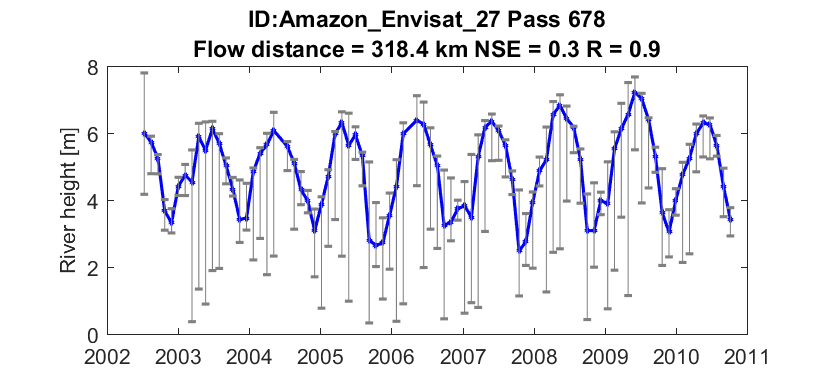 ID:Amazon_Envisat_27 Pass 678
Flow distance = 318.4 km NSE = 0.3 R = 0.9
River height [m]
8
6
4
2
0
2002 2003 2004 2005 2006 2007 2008 2009 2010 2011